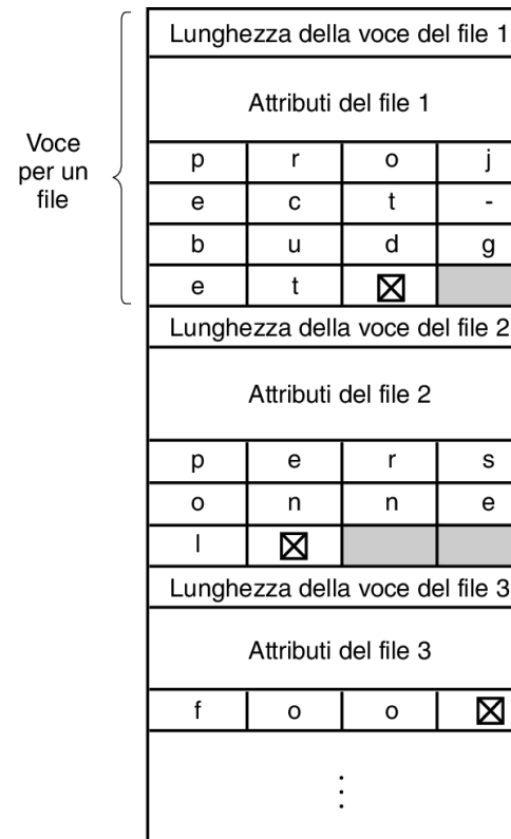 Lunghezza della voce del file 1
Attributi del file 1
Voce
per un
file
p r o j
e c t -
b u d g
e t ☒
Lunghezza della voce del file 2
Attributi del file 2
p e r s
o n n e
l ☒
Lunghezza della voce del file 3
Attributi del file 3
f o o ☒
⋮